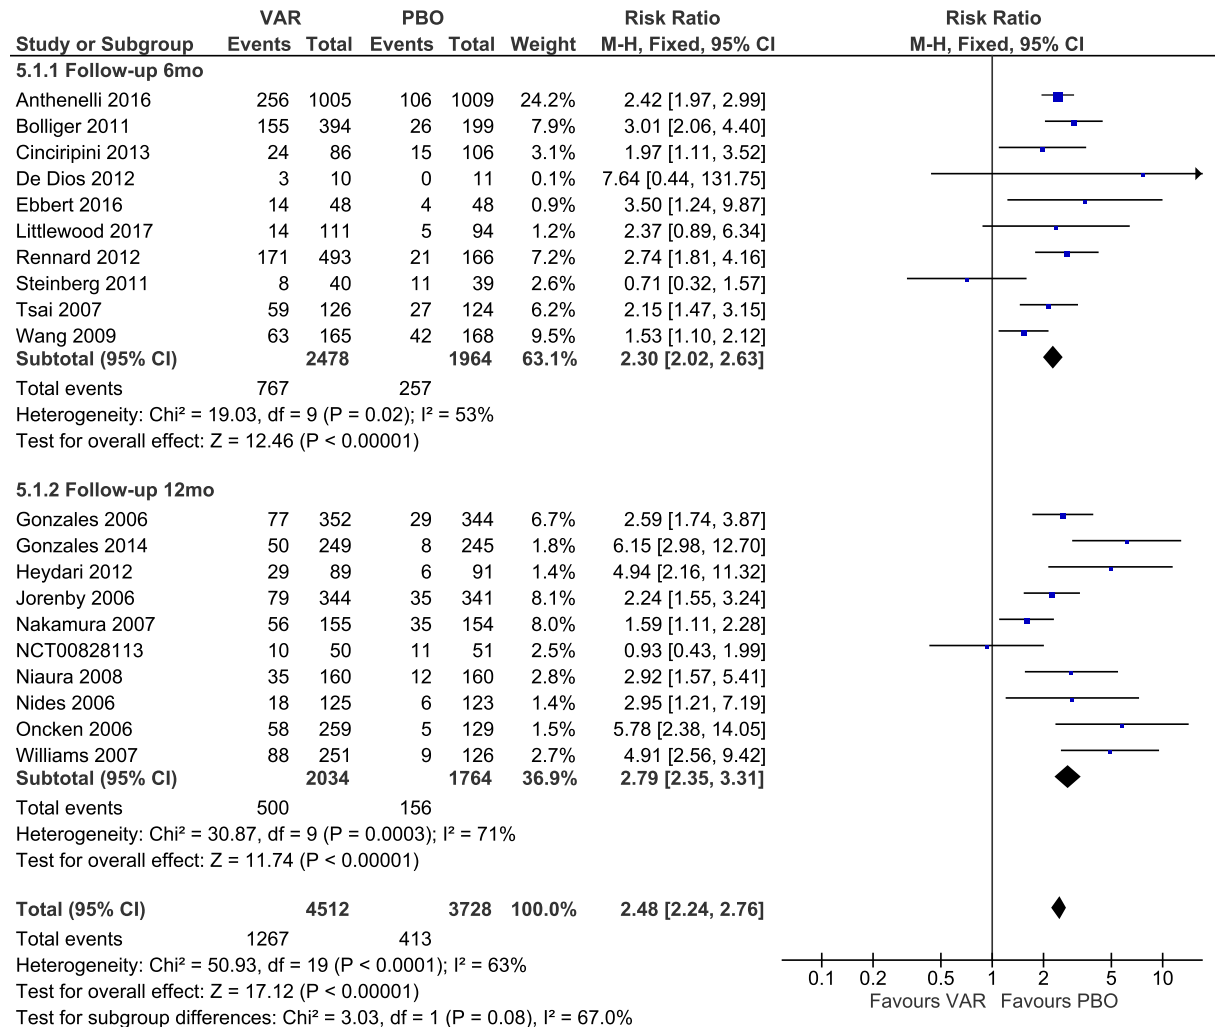 VAR PBO Risk Ratio Risk Ratio
Study or Subgroup Events Total Events Total Weight M-H, Fixed, 95% CI M-H, Fixed, 95% CI
5.1.1 Follow-up 6mo
Anthenelli 2016 256 1005 106 1009 24.2% 2.42 [1.97, 2.99]
Bolliger 2011 155 394 26 199 7.9% 3.01 [2.06, 4.40]
Cinciripini 2013 24 86 15 106 3.1% 1.97 [1.11, 3.52]
De Dios 2012 3 10 0 11 0.1% 7.64 [0.44, 131.75]
Ebbert 2016 14 48 4 48 0.9% 3.50 [1.24, 9.87]
Littlewood 2017 14 111 5 94 1.2% 2.37 [0.89, 6.34]
Rennard 2012 171 493 21 166 7.2% 2.74 [1.81, 4.16]
Steinberg 2011 8 40 11 39 2.6% 0.71 [0.32, 1.57]
Tsai 2007 59 126 27 124 6.2% 2.15 [1.47, 3.15]
Wang 2009 63 165 42 168 9.5% 1.53 [1.10, 2.12]
Subtotal (95% CI) 2478 1964 63.1% 2.30 [2.02, 2.63]
Total events 767 257
Heterogeneity: Chi² = 19.03, df = 9 (P = 0.02); I² = 53%
Test for overall effect: Z = 12.46 (P < 0.00001)
5.1.2 Follow-up 12mo
Gonzales 2006 77 352 29 344 6.7% 2.59 [1.74, 3.87]
Gonzales 2014 50 249 8 245 1.8% 6.15 [2.98, 12.70]
Heydari 2012 29 89 6 91 1.4% 4.94 [2.16, 11.32]
Jorenby 2006 79 344 35 341 8.1% 2.24 [1.55, 3.24]
Nakamura 2007 56 155 35 154 8.0% 1.59 [1.11, 2.28]
NCT00828113 10 50 11 51 2.5% 0.93 [0.43, 1.99]
Niaura 2008 35 160 12 160 2.8% 2.92 [1.57, 5.41]
Nides 2006 18 125 6 123 1.4% 2.95 [1.21, 7.19]
Oncken 2006 58 259 5 129 1.5% 5.78 [2.38, 14.05]
Williams 2007 88 251 9 126 2.7% 4.91 [2.56, 9.42]
Subtotal (95% CI) 2034 1764 36.9% 2.79 [2.35, 3.31]
Total events 500 156
Heterogeneity: Chi² = 30.87, df = 9 (P = 0.0003); I² = 71%
Test for overall effect: Z = 11.74 (P < 0.00001)
Total (95% CI) 4512 3728 100.0% 2.48 [2.24, 2.76]
Total events 1267 413
Heterogeneity: Chi² = 50.93, df = 19 (P < 0.0001); I² = 63%
Test for overall effect: Z = 17.12 (P < 0.00001)
Test for subgroup differences: Chi² = 3.03, df = 1 (P = 0.08), I² = 67.0%
0.1 0.2 0.5 1 2 5 10
Favours VAR Favours PBO